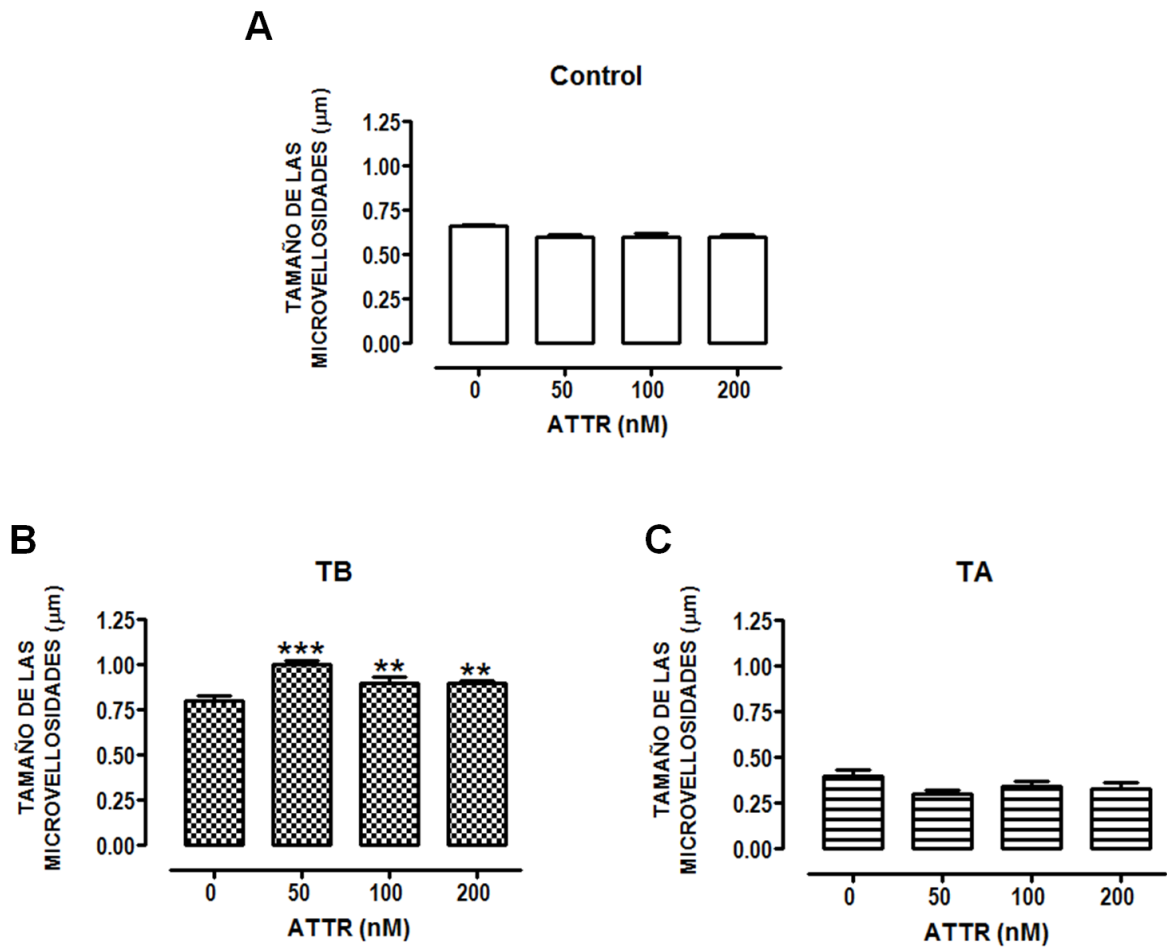 A
Control
TAMAÑO DE LAS
MICROVELLOSIDADES (µm)
1.25
1.00
0.75
0.50
0.25
0.00
0 50 100 200
ATTR (nM)
B
TB
TAMAÑO DE LAS
MICROVELLOSIDADES (µm)
1.25
1.00
0.75
0.50
0.25
0.00
*** ** **
0 50 100 200
ATTR (nM)
C
TA
TAMAÑO DE LAS
MICROVELLOSIDADES (µm)
1.25
1.00
0.75
0.50
0.25
0.00
0 50 100 200
ATTR (nM)